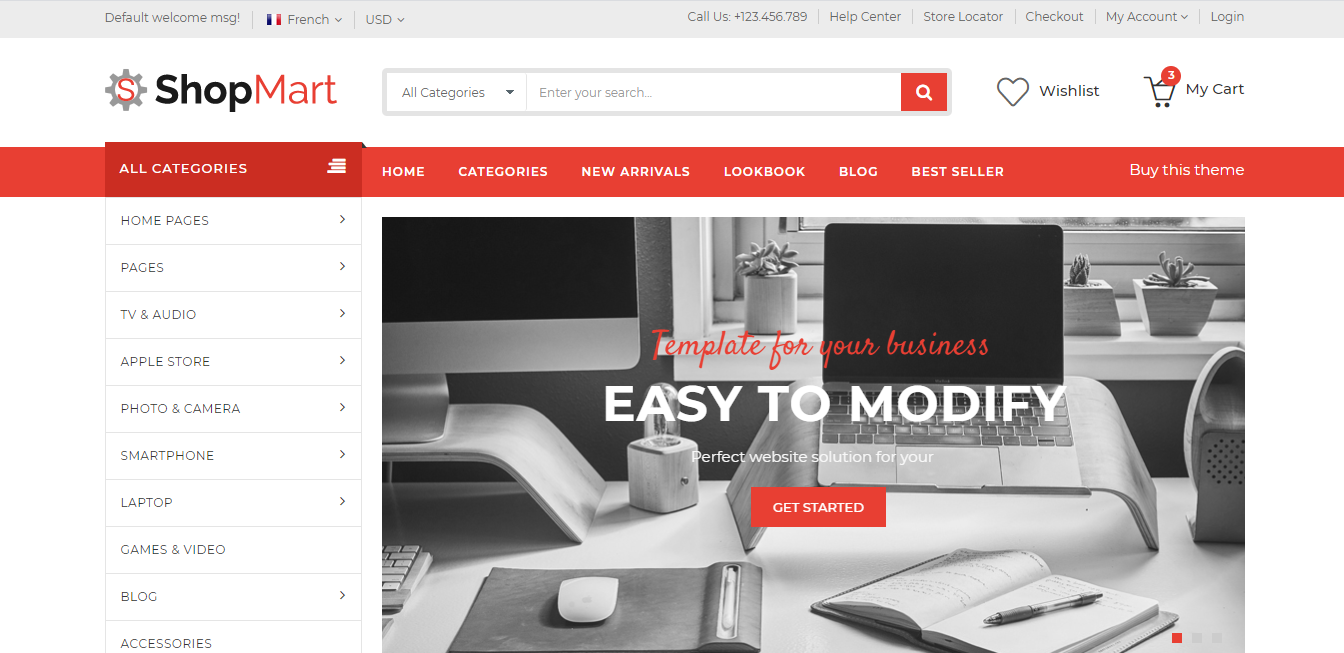 Default welcome msg! French USD Call Us: +123.456.789 Help Center Store Locator Checkout My Account Login
ShopMart
All Categories Enter your search... Wishlist 3 My Cart
ALL CATEGORIES HOME CATEGORIES NEW ARRIVALS LOOKBOOK BLOG BEST SELLER Buy this theme
HOME PAGES
PAGES
TV & AUDIO
APPLE STORE
PHOTO & CAMERA
SMARTPHONE
LAPTOP
GAMES & VIDEO
BLOG
ACCESSORIES
Template for your business
EASY TO MODIFY
Perfect website solution for your
GET STARTED